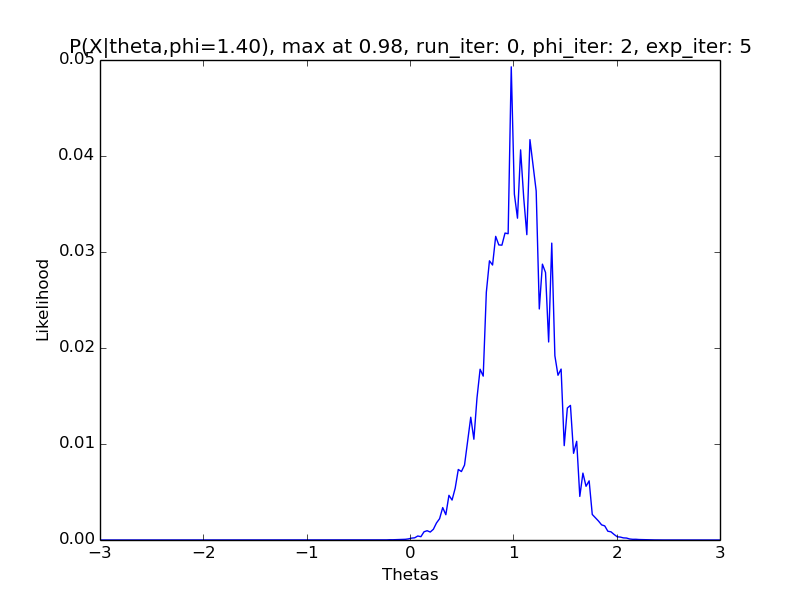 P(X|theta,phi=1.40), max at 0.98, run_iter: 0, phi_iter: 2, exp_iter: 5
0.05
0.04
0.03
0.02
0.01
0.00
Likelihood
−3 −2 −1 0 1 2 3
Thetas